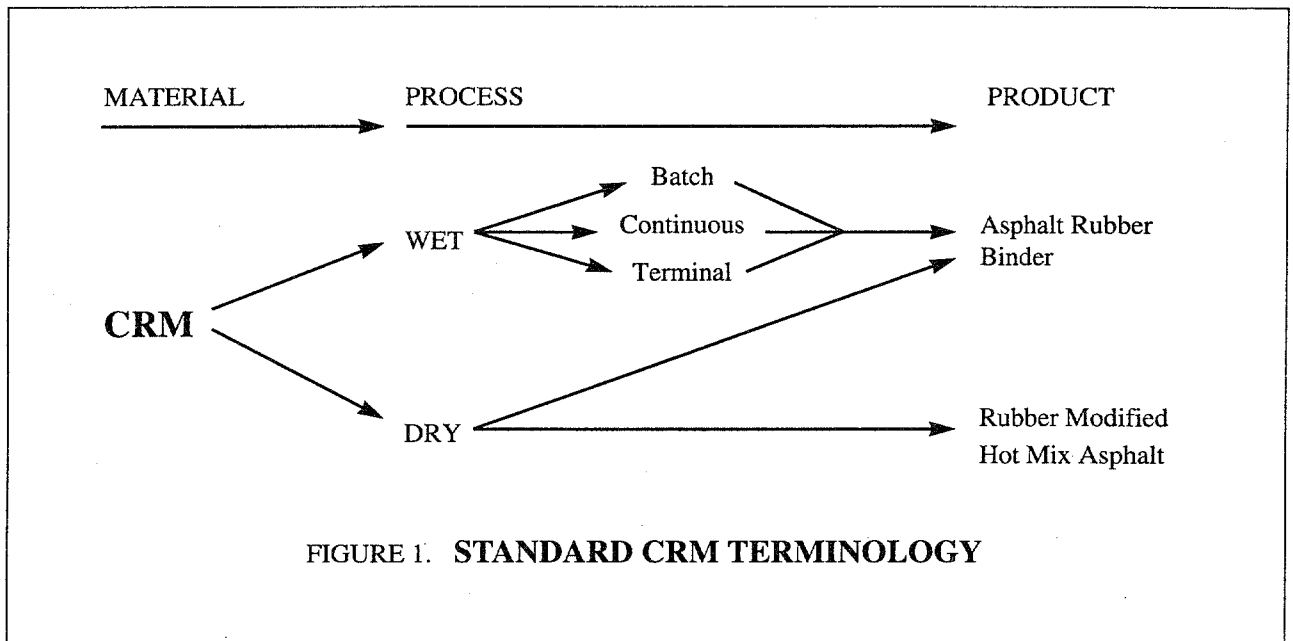 MATERIAL PROCESS PRODUCT
Batch
WET Continuous Asphalt Rubber
Binder
Terminal
CRM
DRY Rubber Modified
Hot Mix Asphalt
FIGURE 1. STANDARD CRM TERMINOLOGY